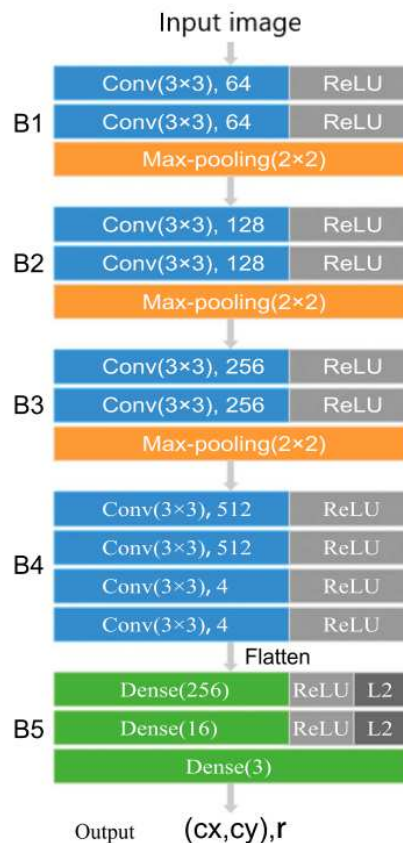 Input image
Conv(3×3), 64 ReLU
B1
Conv(3×3), 64 ReLU
Max-pooling(2×2)
Conv(3×3), 128 ReLU
B2
Conv(3×3), 128 ReLU
Max-pooling(2×2)
Conv(3×3), 256 ReLU
B3
Conv(3×3), 256 ReLU
Max-pooling(2×2)
Conv(3×3), 512 ReLU
Conv(3×3), 512 ReLU
B4
Conv(3×3), 4 ReLU
Conv(3×3), 4 ReLU
Flatten
Dense(256) ReLU L2
B5 Dense(16) ReLU L2
Dense(3)
Output (cx,cy),r